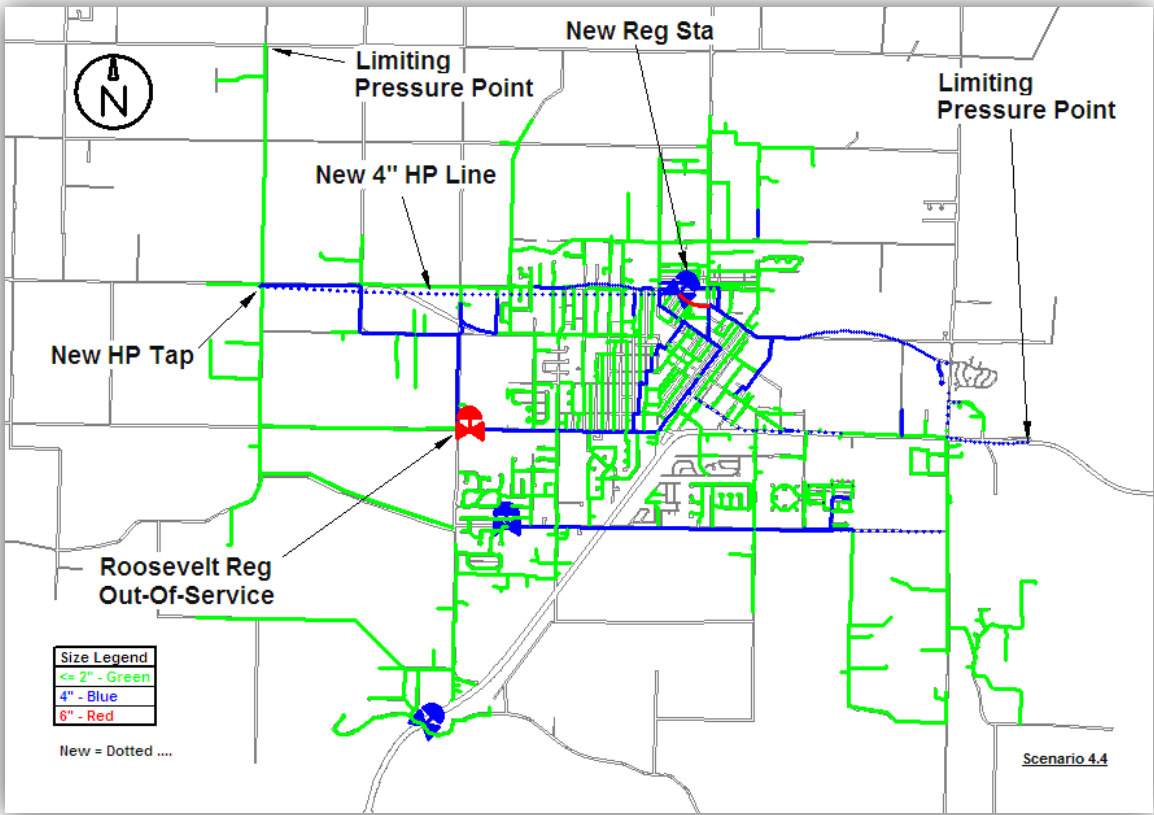 New Reg Sta
Limiting
Pressure Point
Limiting
Pressure Point
N
New 4" HP Line
New HP Tap
Roosevelt Reg
Out-Of-Service
Size Legend
<= 2" - Green
4" - Blue
6" - Red
New = Dotted ....
Scenario 4.4